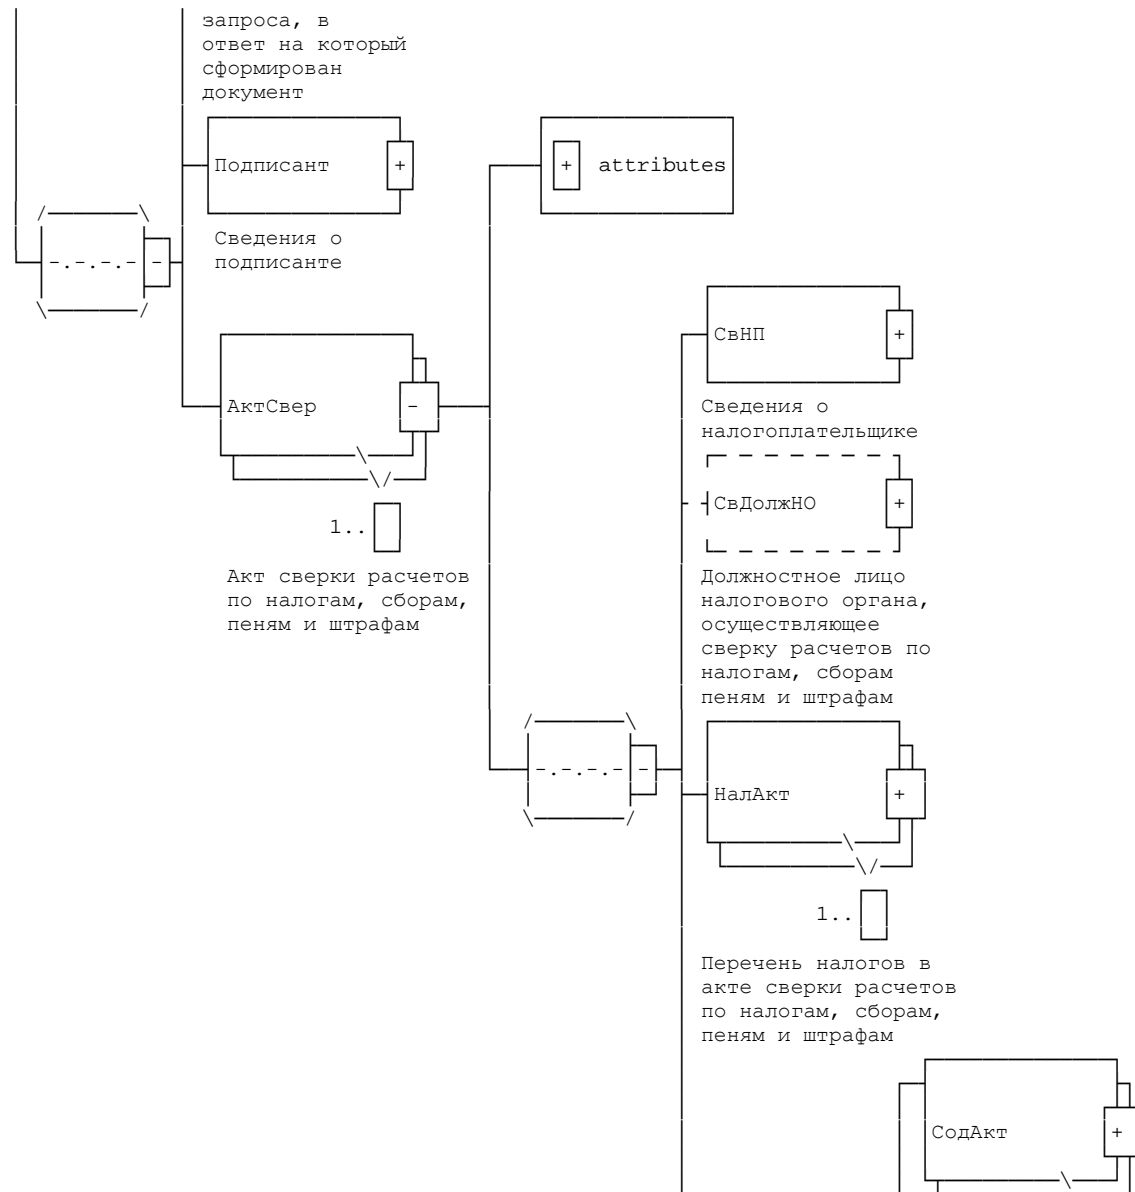 запроса, в
ответ на который
сформирован
документ
Подписант +
+ attributes
Сведения о
подписанте
-.-.-.- -
СвНП +
АктСвер -
Сведения о
налогоплательщике
СвДолжНО +
1..
Акт сверки расчетов
по налогам, сборам,
пеням и штрафам
Должностное лицо
налогового органа,
осуществляющее
сверку расчетов по
налогам, сборам
пеням и штрафам
-.-.-.- -
НалАкт +
1..
Перечень налогов в
акте сверки расчетов
по налогам, сборам,
пеням и штрафам
СодАкт +